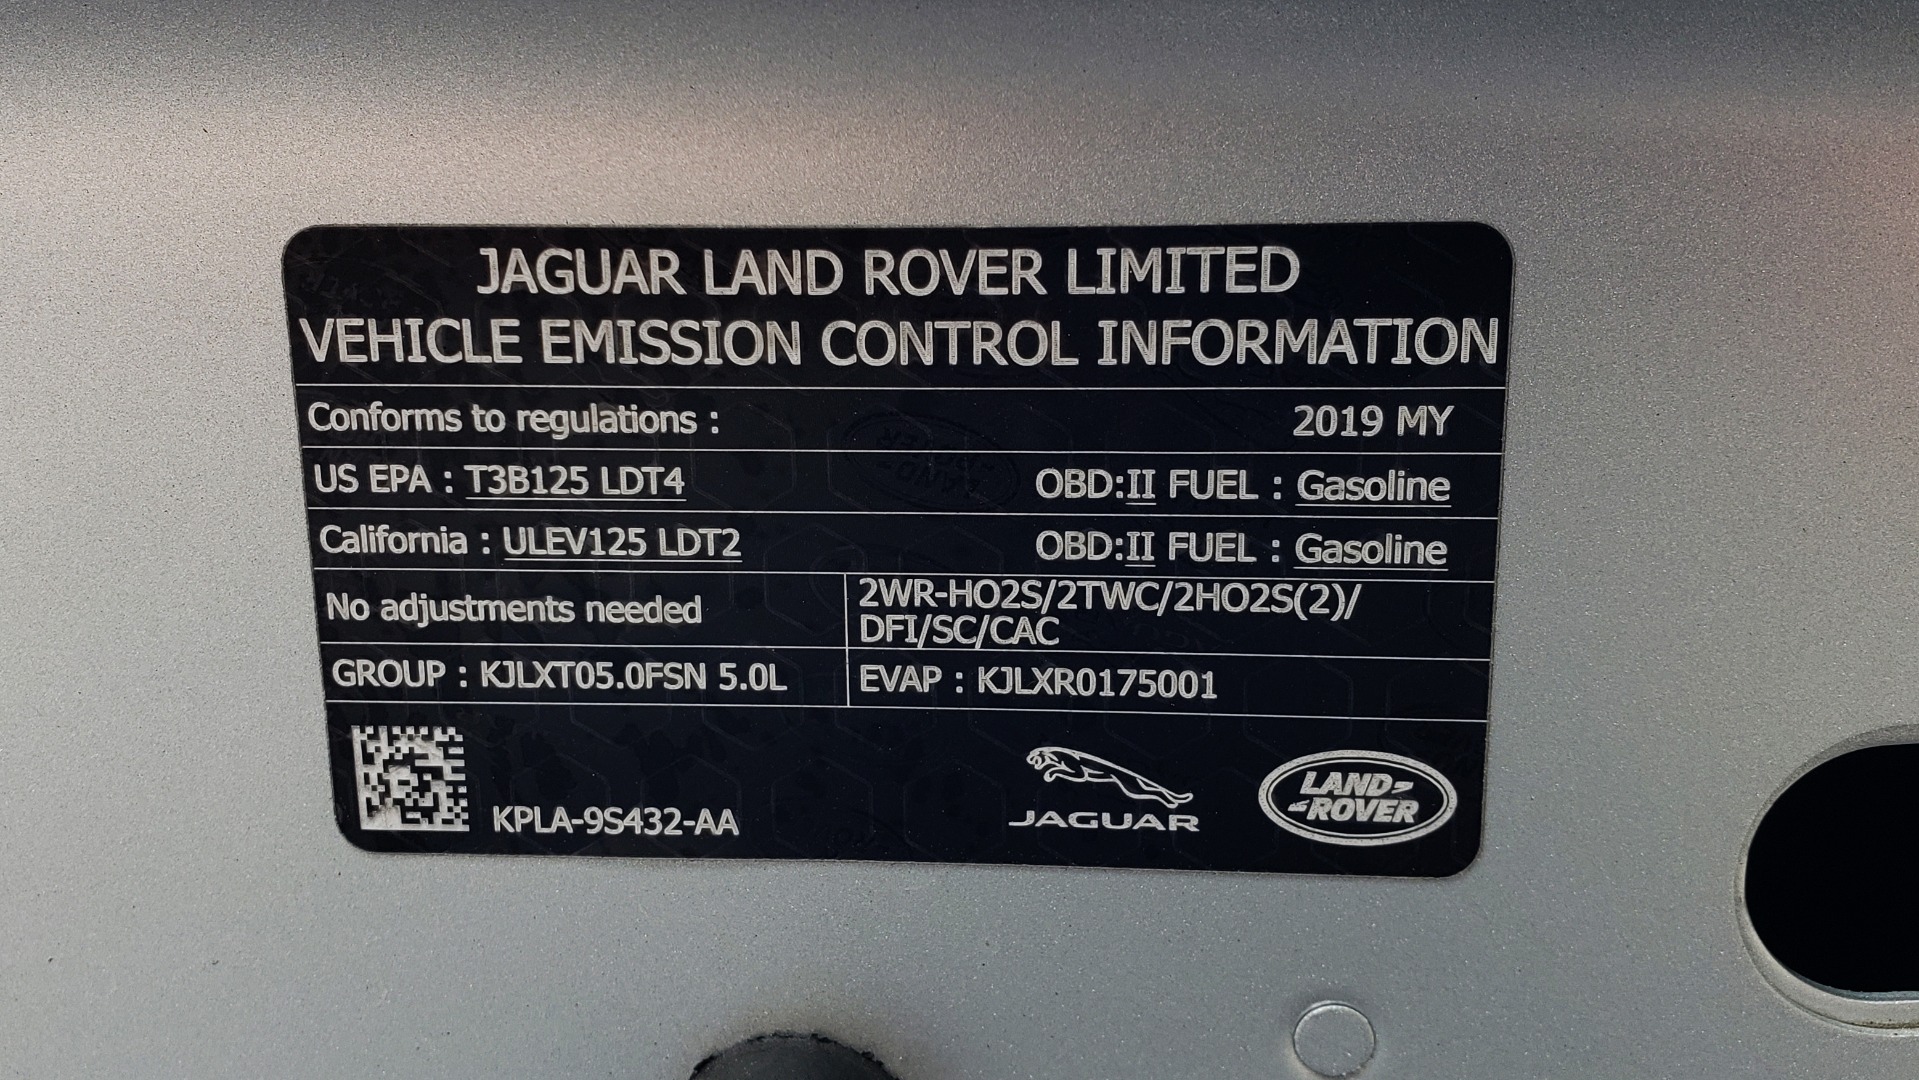 JAGUAR LAND ROVER LIMITED
VEHICLE EMISSION CONTROL INFORMATION
Conforms to regulations : 2019 MY
US EPA : T3B125 LDT4 OBD:II FUEL : Gasoline
California : ULEV125 LDT2 OBD:II FUEL : Gasoline
No adjustments needed
2WR-HO2S/2TWC/2HO2S(2)/
DFI/SC/CAC
GROUP : KJLXT05.0FSN 5.0L EVAP : KJLXR0175001
KPLA-9S432-AA
JAGUAR
LAND
ROVER